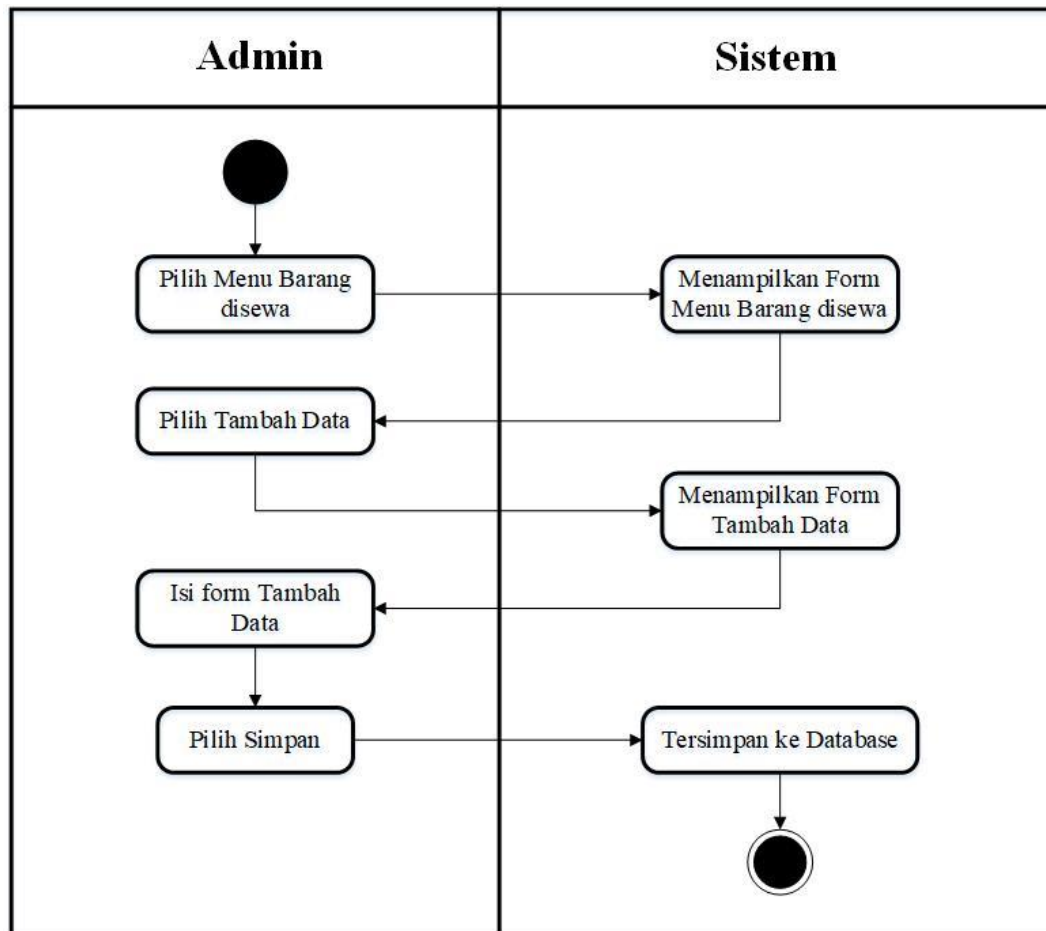 Admin
Sistem
Pilih Menu Barang
disewa
Menampilkan Form
Menu Barang disewa
Pilih Tambah Data
Menampilkan Form
Tambah Data
Isi form Tambah
Data
Pilih Simpan
Tersimpan ke Database